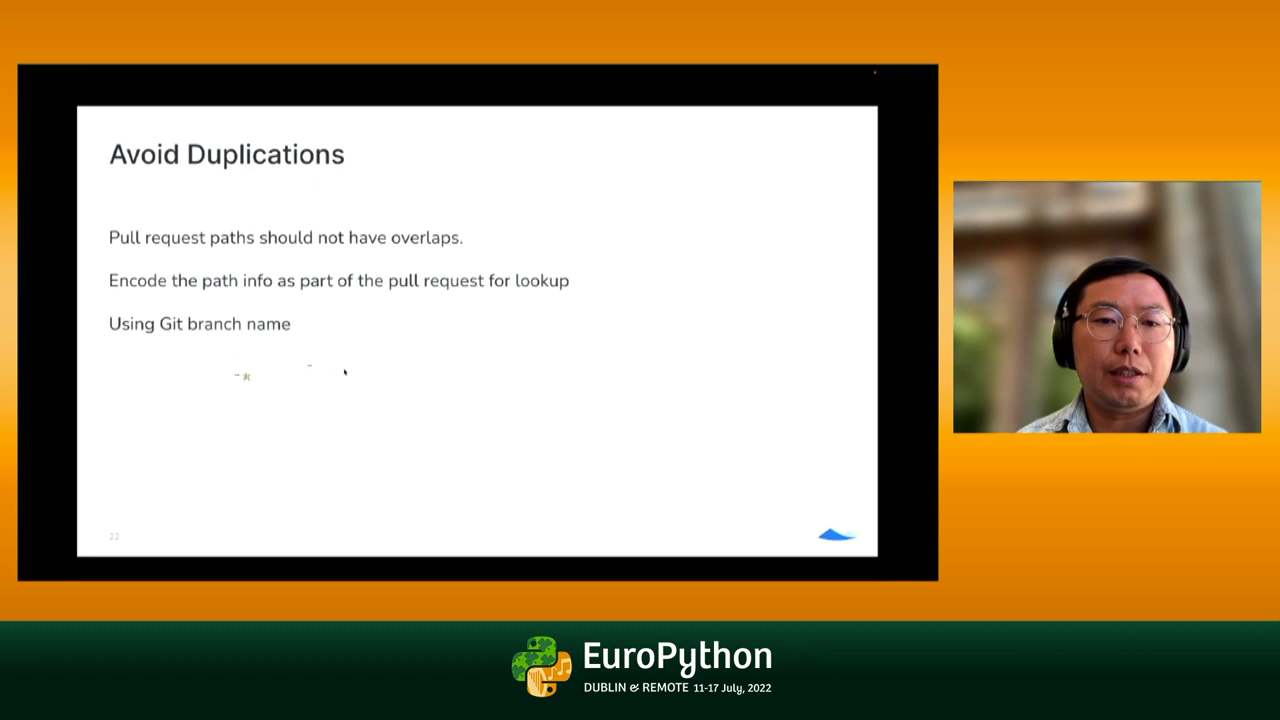 Avoid Duplications
Pull request paths should not have overlaps.
Encode the path info as part of the pull request for lookup
Using Git branch name
22
EuroPython
DUBLIN & REMOTE 11-17 July, 2022